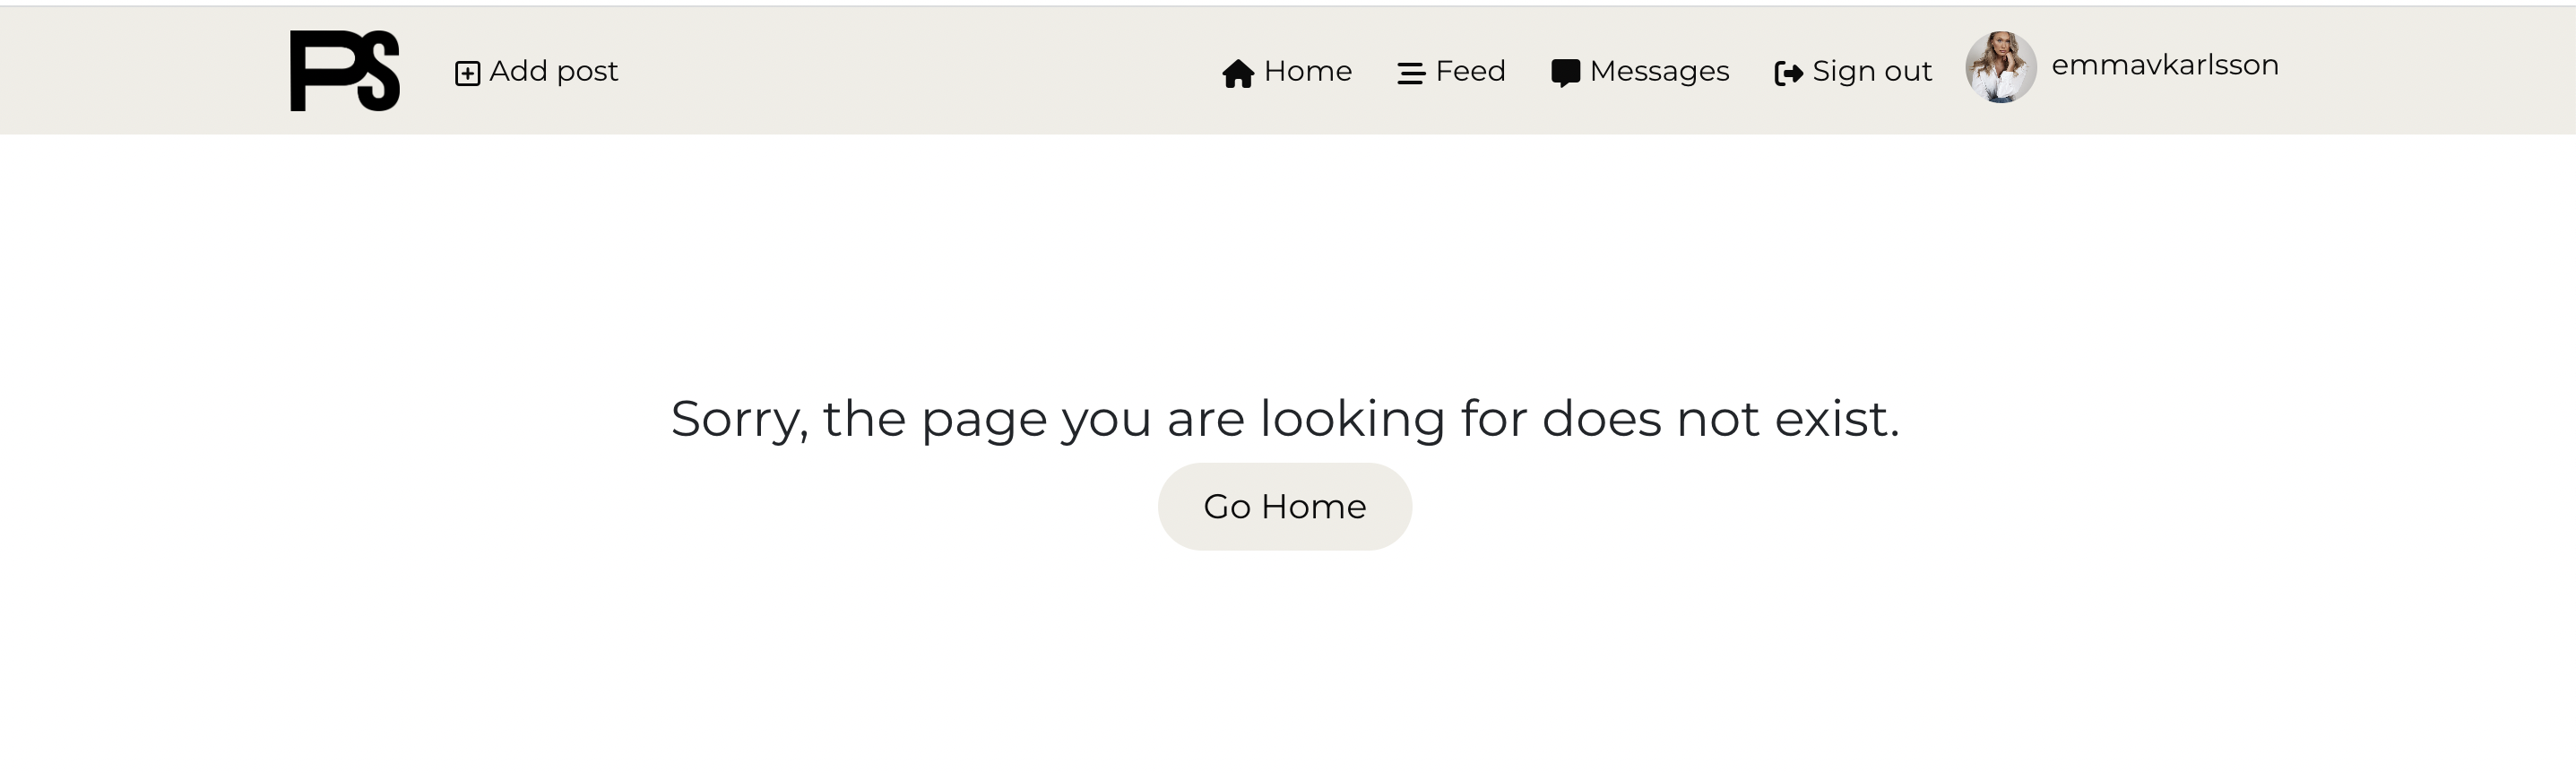 PS Add post Home Feed Messages Sign out emmavkarlsson
Sorry, the page you are looking for does not exist.
Go Home